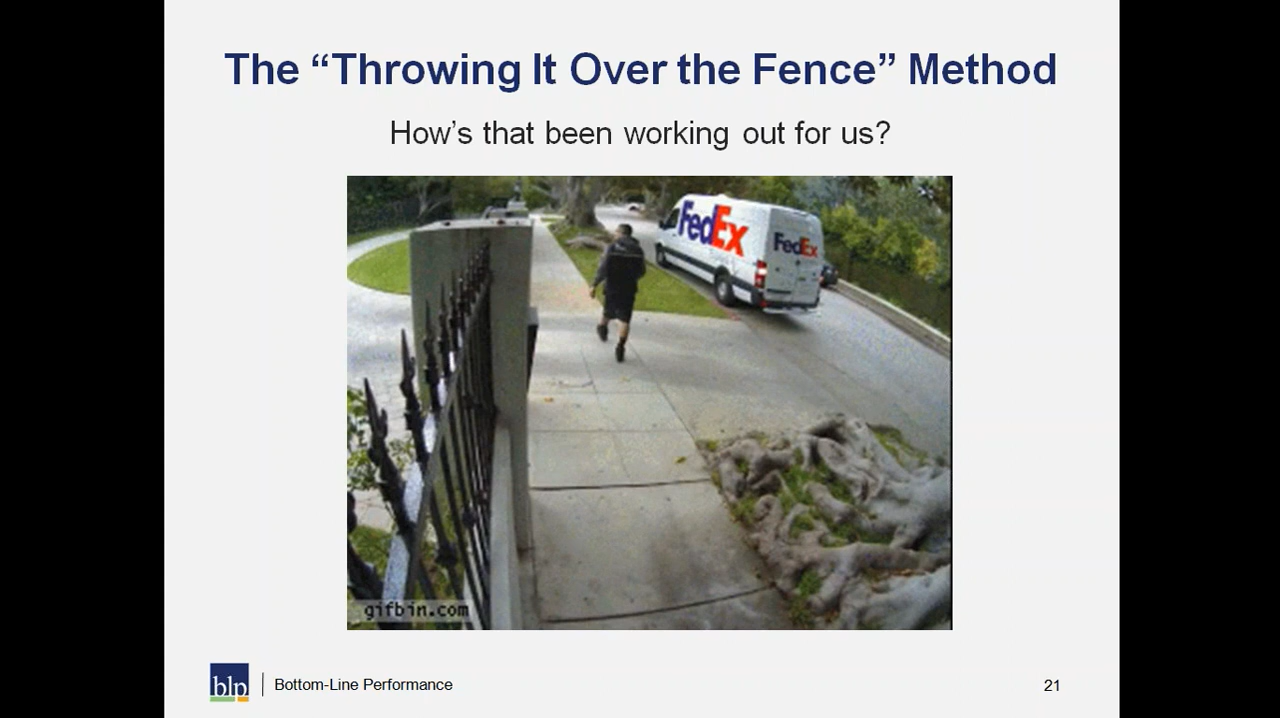 The “Throwing It Over the Fence” Method
How’s that been working out for us?
FedEx
FedEx
gifbin.com
blp
Bottom-Line Performance
21